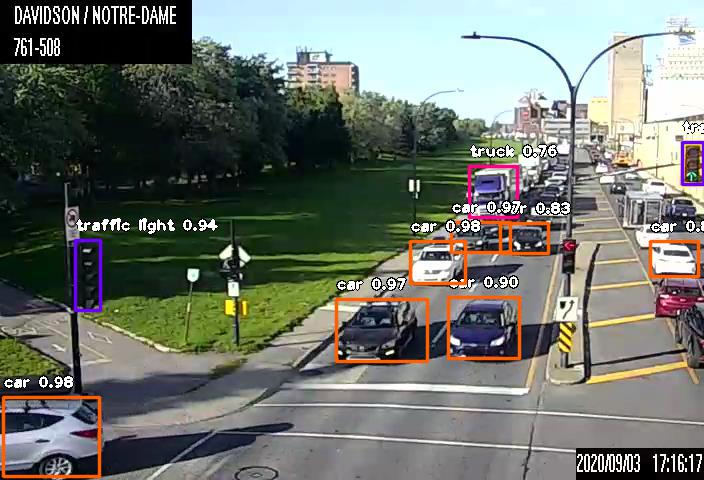 DAVIDSON / NOTRE-DAME
761-508
truck 0.76
car 0.97
0.83
car 0.98
traffic light 0.94
car 0.97
car 0.90
car 0.98
2020/09/03 17:16:17